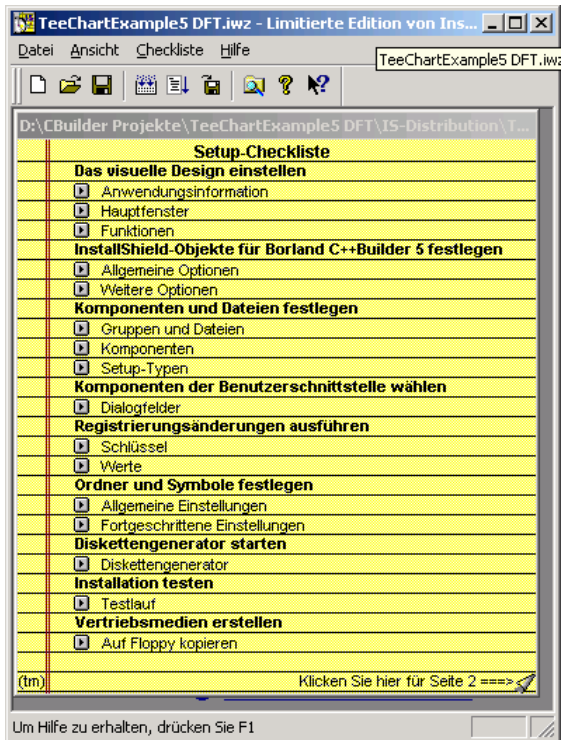 TeeChartExample5 DFT.iwz - Limitierte Edition von Ins...
Datei Ansicht Checkliste Hilfe
TeeChartExample5 DFT.iwz
D:\CBuilder Projekte\TeeChartExample5 DFT\IS-Distribution\T...
Setup-Checkliste
Das visuelle Design einstellen
Anwendungsinformation
Hauptfenster
Funktionen
InstallShield-Objekte für Borland C++Builder 5 festlegen
Allgemeine Optionen
Weitere Optionen
Komponenten und Dateien festlegen
Gruppen und Dateien
Komponenten
Setup-Typen
Komponenten der Benutzerschnittstelle wählen
Dialogfelder
Registrierungsänderungen ausführen
Schlüssel
Werte
Ordner und Symbole festlegen
Allgemeine Einstellungen
Fortgeschrittene Einstellungen
Diskettengenerator starten
Diskettengenerator
Installation testen
Testlauf
Vertriebsmedien erstellen
Auf Floppy kopieren
(tm) Klicken Sie hier für Seite 2 ===>
Um Hilfe zu erhalten, drücken Sie F1